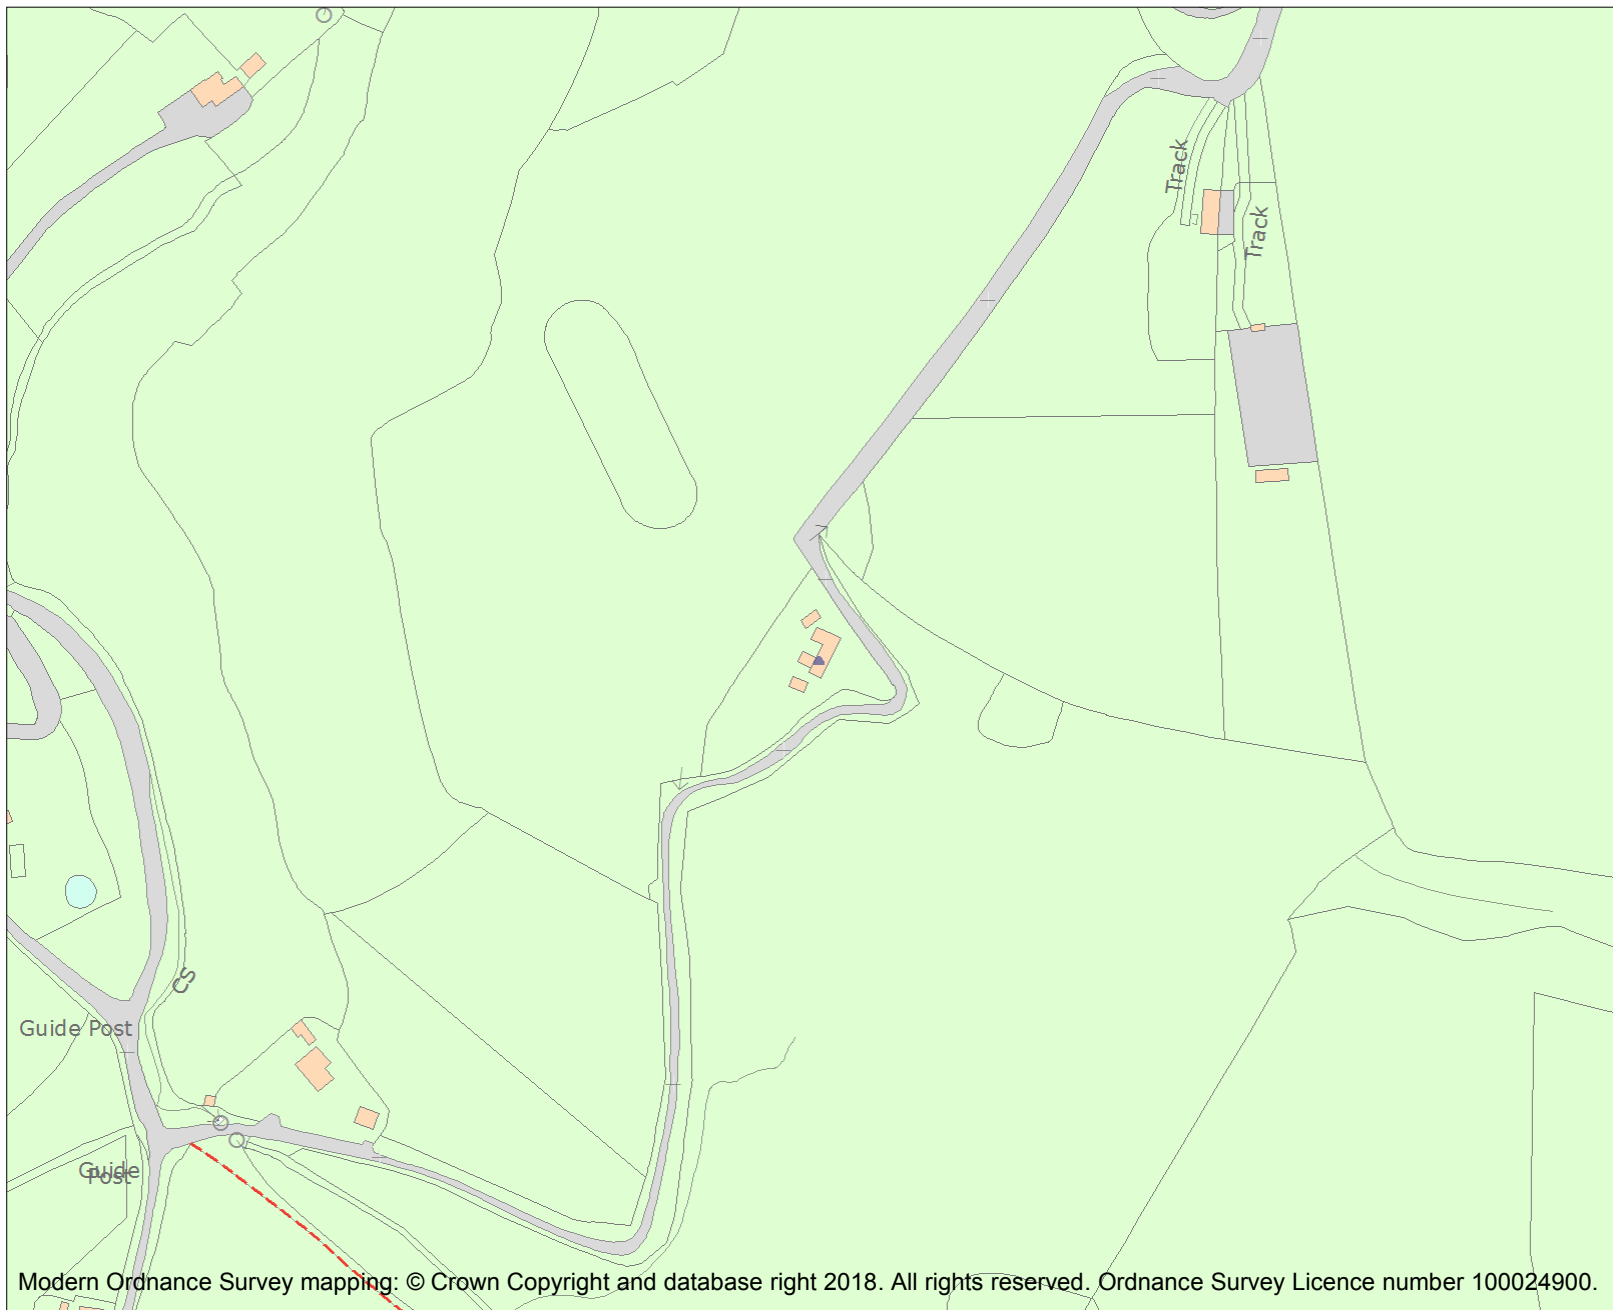 Track
Track
CS
Guide Post
Guide
Post
Modern Ordnance Survey mapping: © Crown Copyright and database right 2018. All rights reserved. Ordnance Survey Licence number 100024900.